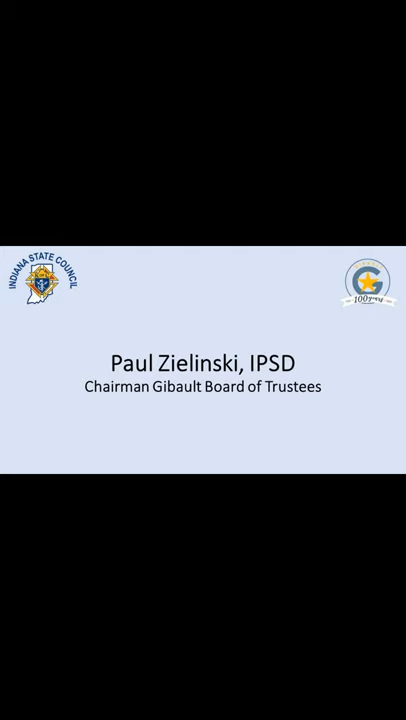 INDIANA STATE COUNCIL
G
100 years
Paul Zielinski, IPSD
Chairman Gibault Board of Trustees